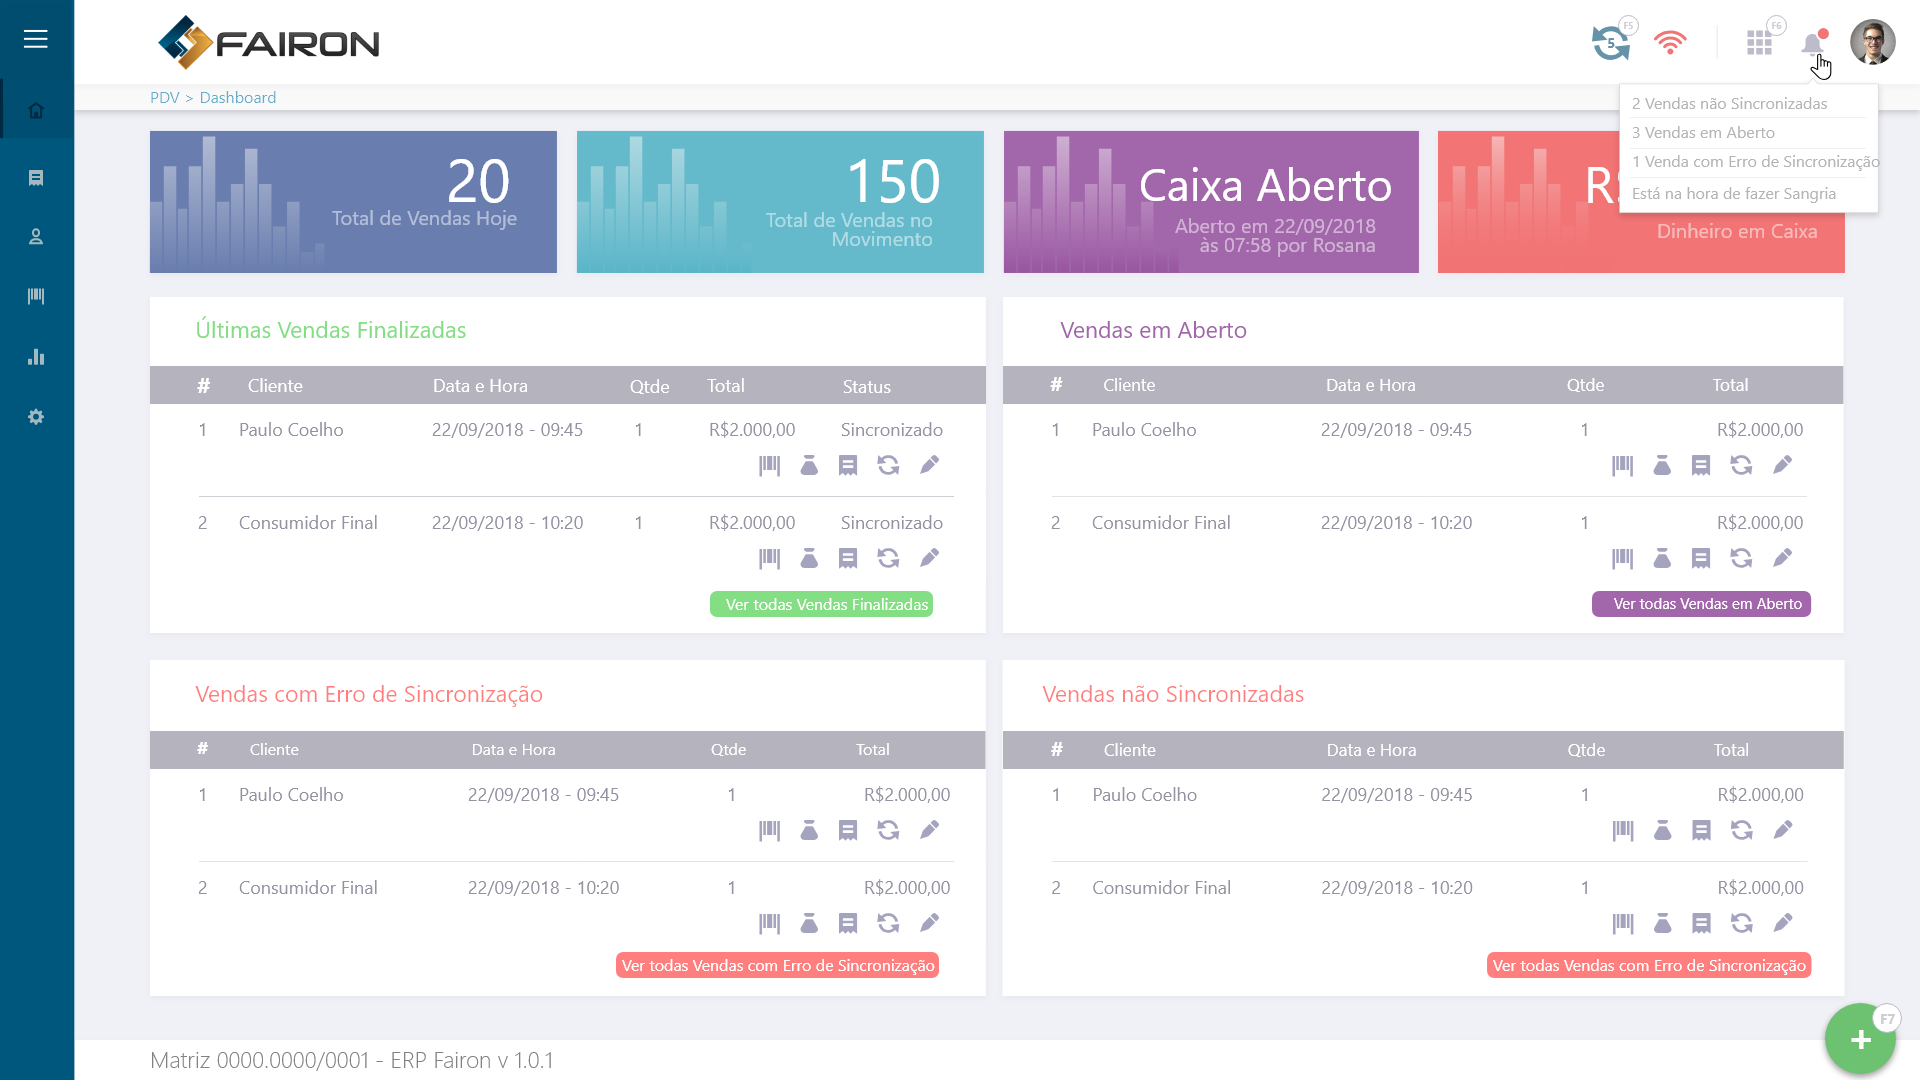 FAIRON
5
F5
F6
PDV > Dashboard
2 Vendas não Sincronizadas
3 Vendas em Aberto
1 Venda com Erro de Sincronização
Está na hora de fazer Sangria
20
Total de Vendas Hoje
150
Total de Vendas no
Movimento
Caixa Aberto
Aberto em 22/09/2018
às 07:58 por Rosana
Dinheiro em Caixa
Últimas Vendas Finalizadas
# Cliente Data e Hora Qtde Total Status
1 Paulo Coelho 22/09/2018 - 09:45 1 R$2.000,00 Sincronizado
2 Consumidor Final 22/09/2018 - 10:20 1 R$2.000,00 Sincronizado
Ver todas Vendas Finalizadas
Vendas em Aberto
# Cliente Data e Hora Qtde Total
1 Paulo Coelho 22/09/2018 - 09:45 1 R$2.000,00
2 Consumidor Final 22/09/2018 - 10:20 1 R$2.000,00
Ver todas Vendas em Aberto
Vendas com Erro de Sincronização
# Cliente Data e Hora Qtde Total
1 Paulo Coelho 22/09/2018 - 09:45 1 R$2.000,00
2 Consumidor Final 22/09/2018 - 10:20 1 R$2.000,00
Ver todas Vendas com Erro de Sincronização
Vendas não Sincronizadas
# Cliente Data e Hora Qtde Total
1 Paulo Coelho 22/09/2018 - 09:45 1 R$2.000,00
2 Consumidor Final 22/09/2018 - 10:20 1 R$2.000,00
Ver todas Vendas com Erro de Sincronização
F7
+
Matriz 0000.0000/0001 - ERP Fairon v 1.0.1